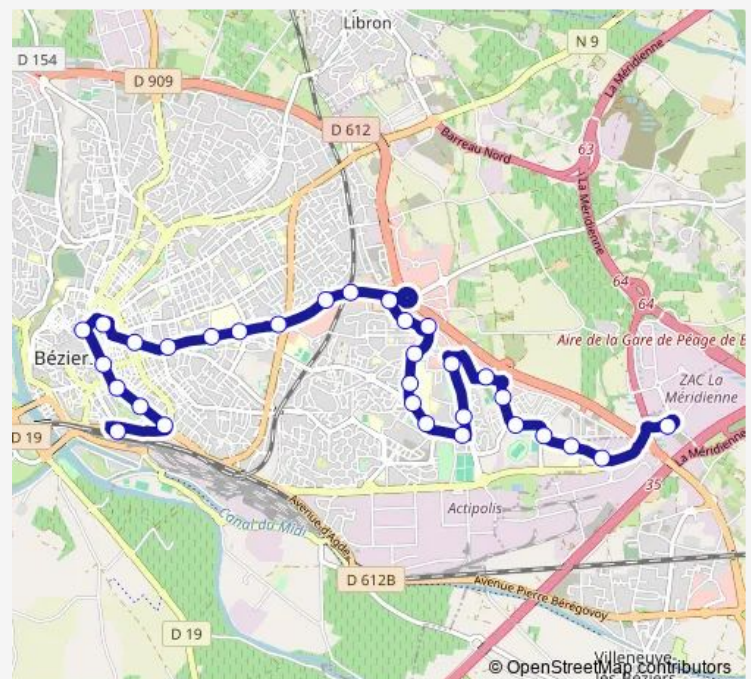 Libron
D 154
N 9
D 909
La Méridienne
D 612
Barreau Nord
63
La Méridienne
64
64
Aire de la Gare de Péage de B
Bézier
ZAC La
Méridienne
D 19
La Méridienne
35
Actipolis
Avenue d'Agde
Canal du Midi
D 612B
Avenue Pierre Bérégovoy
D 19
Villeneuve-
lès-Béziers
© OpenStreetMap contributors